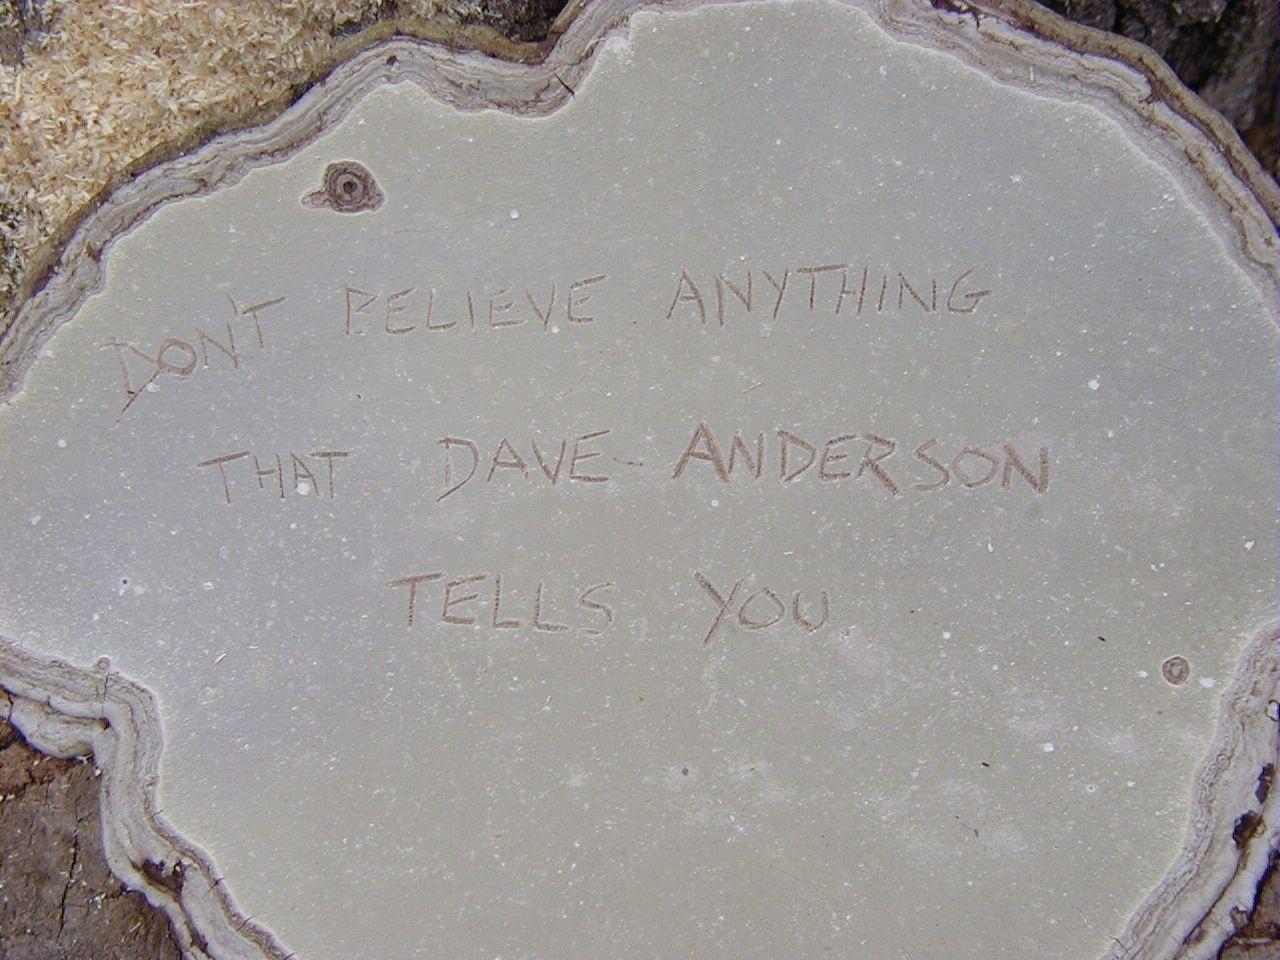 DON'T BELIEVE ANYTHING
THAT DAVE ANDERSON
TELLS YOU